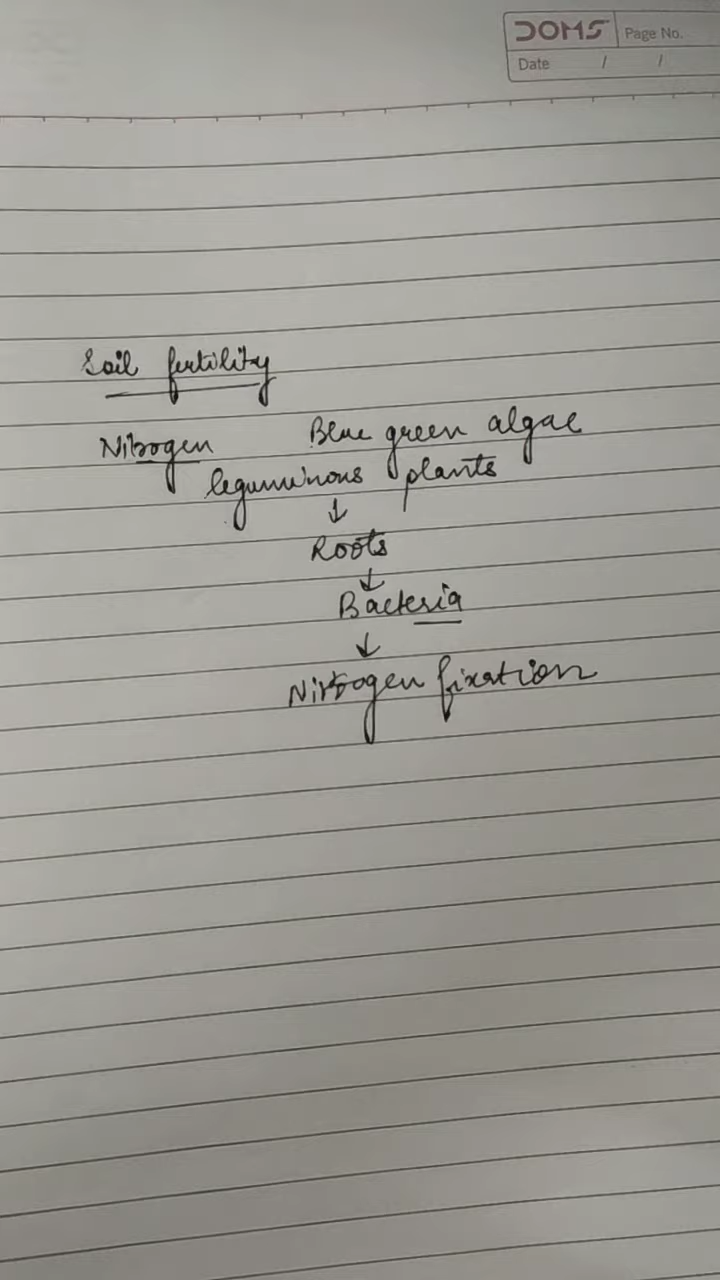 DOMS Page No.
Date / /
Soil fertility
Nitrogen Blue green algae
leguminous plants
↓
Roots
↓
Bacteria
↓
Nitrogen fixation